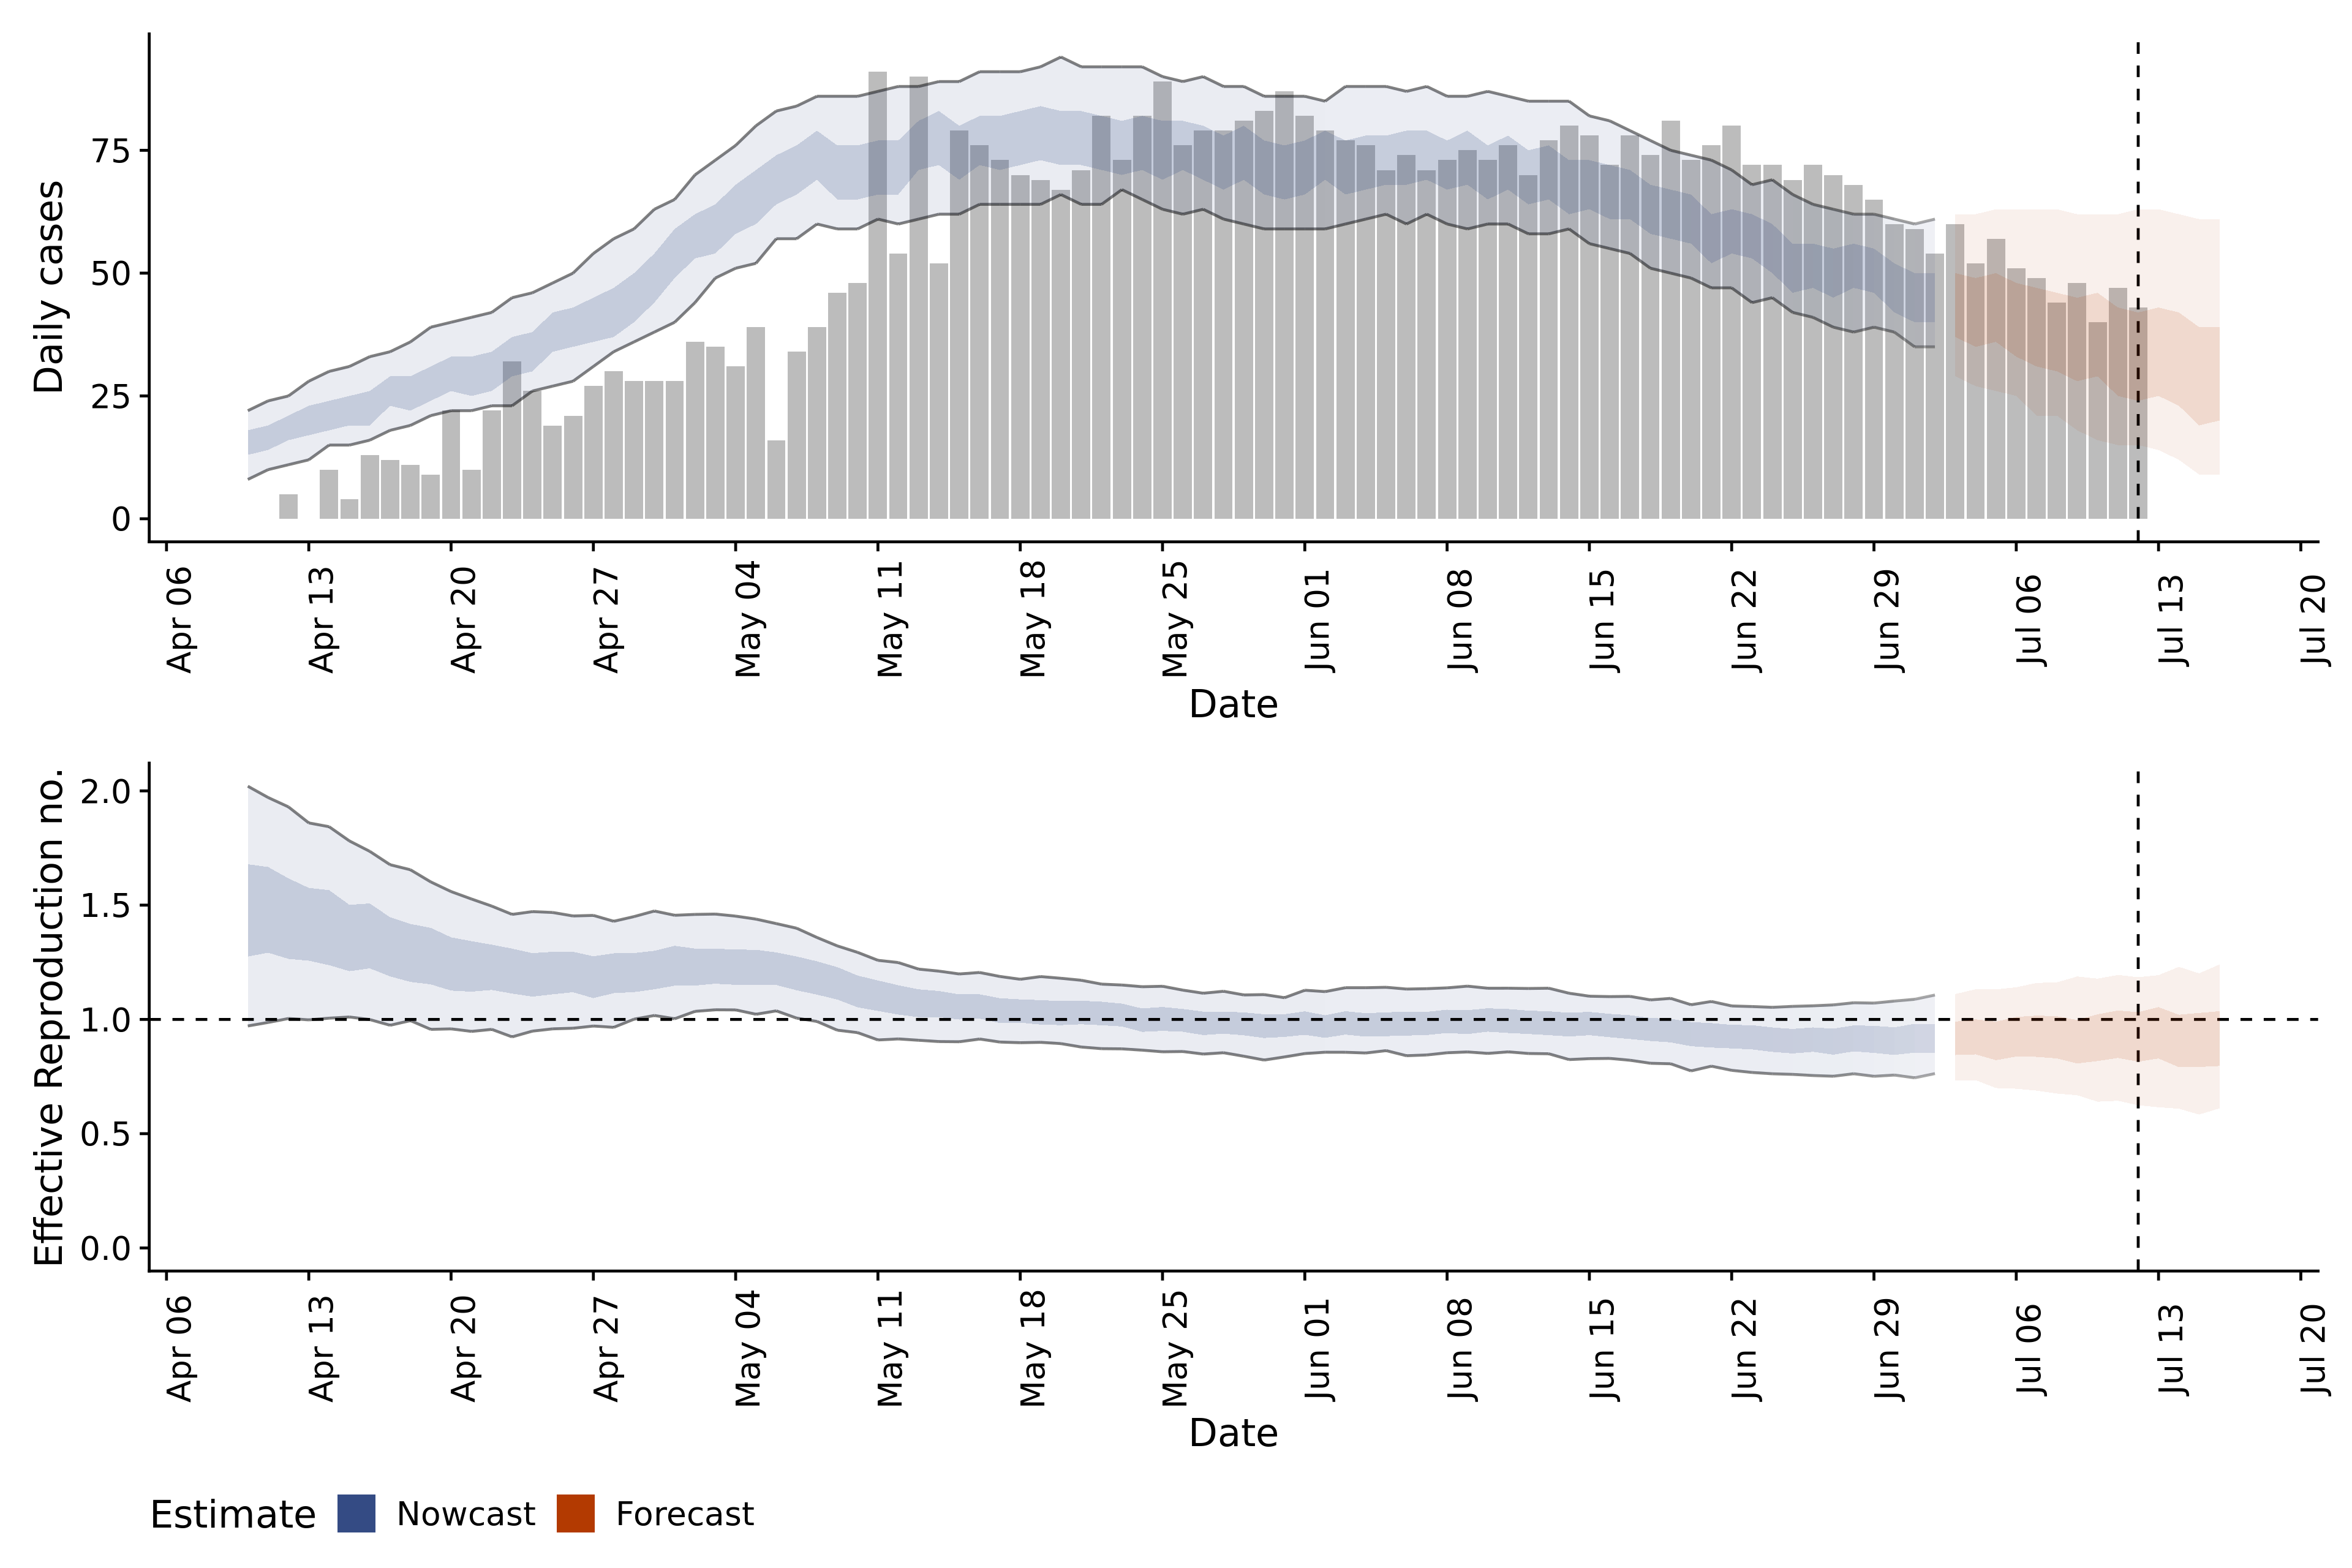 Daily cases
75
50
25
0
Apr 06
Apr 13
Apr 20
Apr 27
May 04
May 11
May 18
May 25
Jun 01
Jun 08
Jun 15
Jun 22
Jun 29
Jul 06
Jul 13
Jul 20
Date
Effective Reproduction no.
2.0
1.5
1.0
0.5
0.0
Apr 06
Apr 13
Apr 20
Apr 27
May 04
May 11
May 18
May 25
Jun 01
Jun 08
Jun 15
Jun 22
Jun 29
Jul 06
Jul 13
Jul 20
Date
Estimate Nowcast Forecast